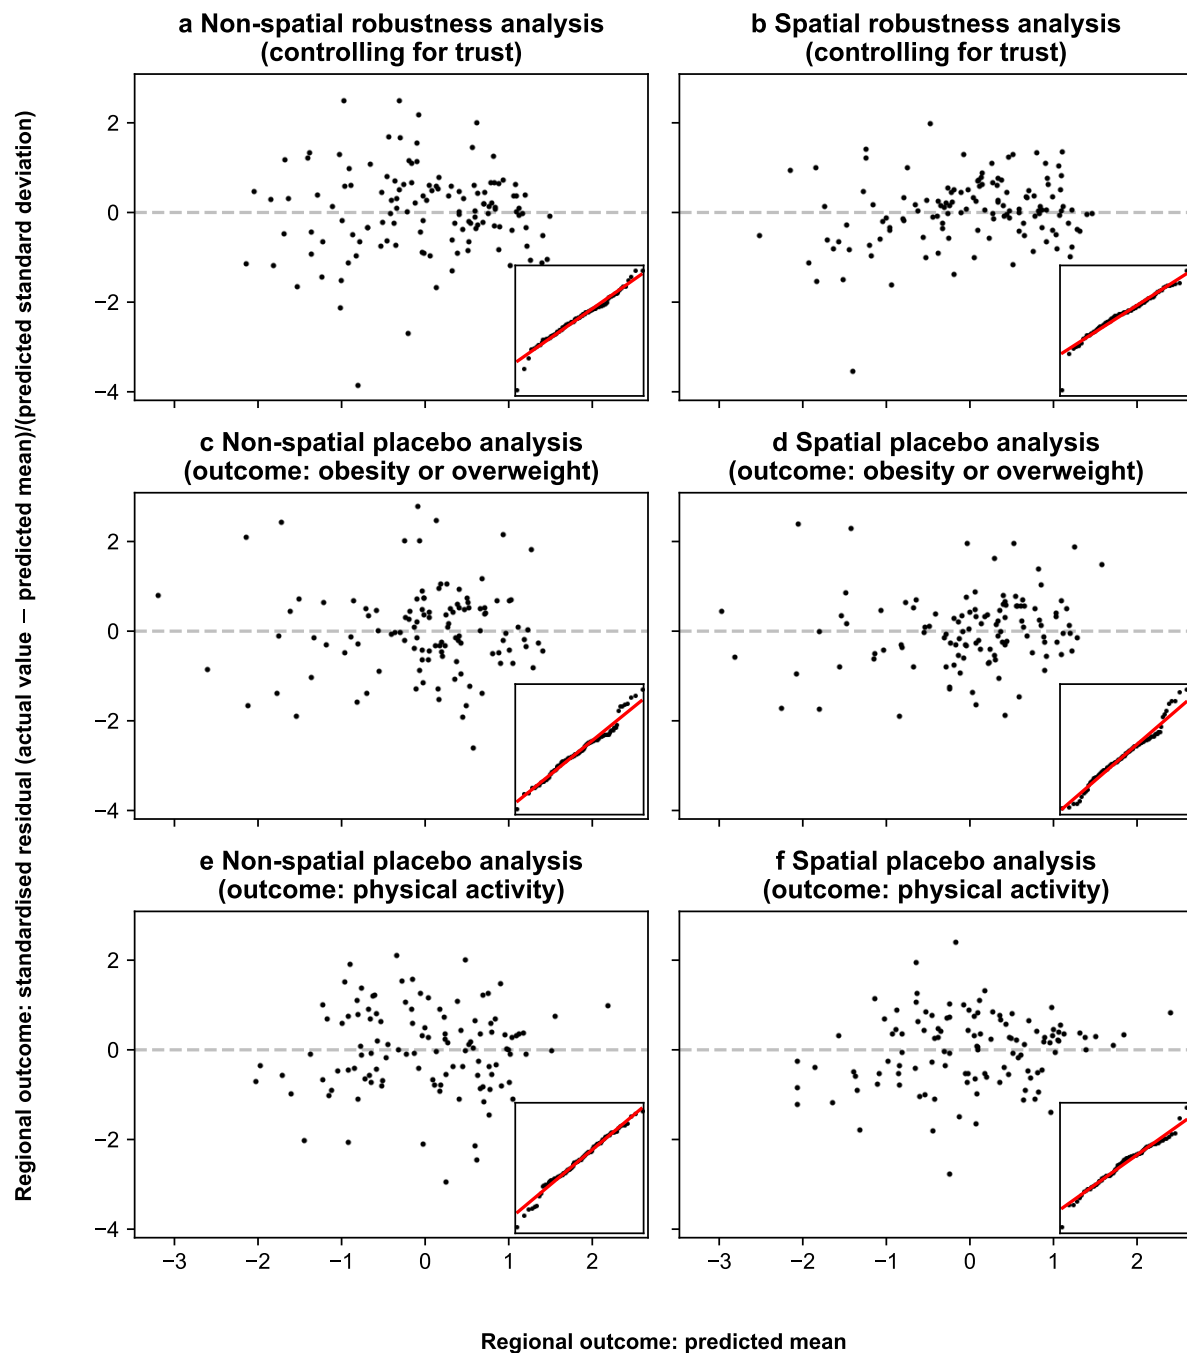 a Non-spatial robustness analysis
(controlling for trust)
b Spatial robustness analysis
(controlling for trust)
2
0
−2
−4
c Non-spatial placebo analysis
(outcome: obesity or overweight)
d Spatial placebo analysis
(outcome: obesity or overweight)
2
0
−2
−4
e Non-spatial placebo analysis
(outcome: physical activity)
f Spatial placebo analysis
(outcome: physical activity)
2
0
−2
−4
−3 −2 −1 0 1 2
−3 −2 −1 0 1 2
Regional outcome: standardised residual (actual value − predicted mean)/(predicted standard deviation)
Regional outcome: predicted mean